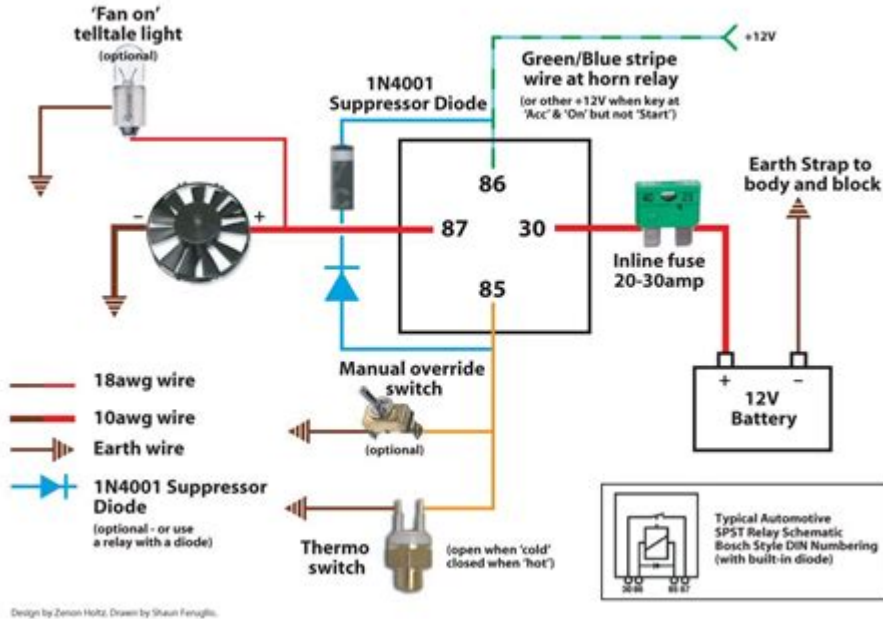 'Fan on'
telltale light
(optional)
1N4001
Suppressor Diode
Green/Blue stripe
wire at horn relay
(or other +12V when key at
'Acc' & 'On' but not 'Start')
+12V
Earth Strap to
body and block
86
87
30
85
−
+
Inline fuse
20-30amp
+
−
12V
Battery
18awg wire
10awg wire
Earth wire
1N4001 Suppressor
Diode
(optional - or use
a relay with a diode)
Manual override
switch
(optional)
Thermo
switch
(open when 'cold'
closed when 'hot')
Typical Automotive
SPST Relay Schematic
Bosch Style DIN Numbering
(with built-in diode)
30 86 85 87
Design by Zenon Holtz. Drawn by Shaun Feruglio.